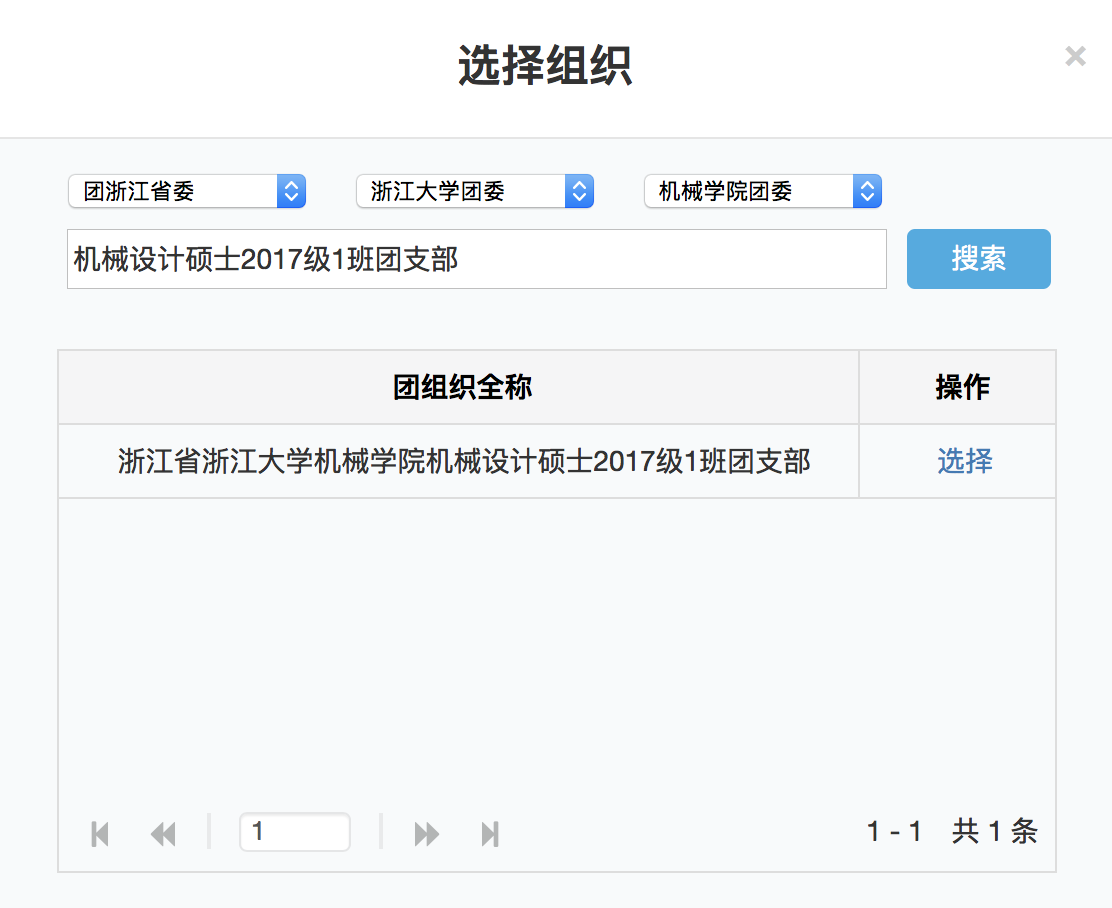 选择组织
×
团浙江省委 浙江大学团委 机械学院团委
机械设计硕士2017级1班团支部 搜索
团组织全称 操作
浙江省浙江大学机械学院机械设计硕士2017级1班团支部 选择
1 1 - 1 共 1 条